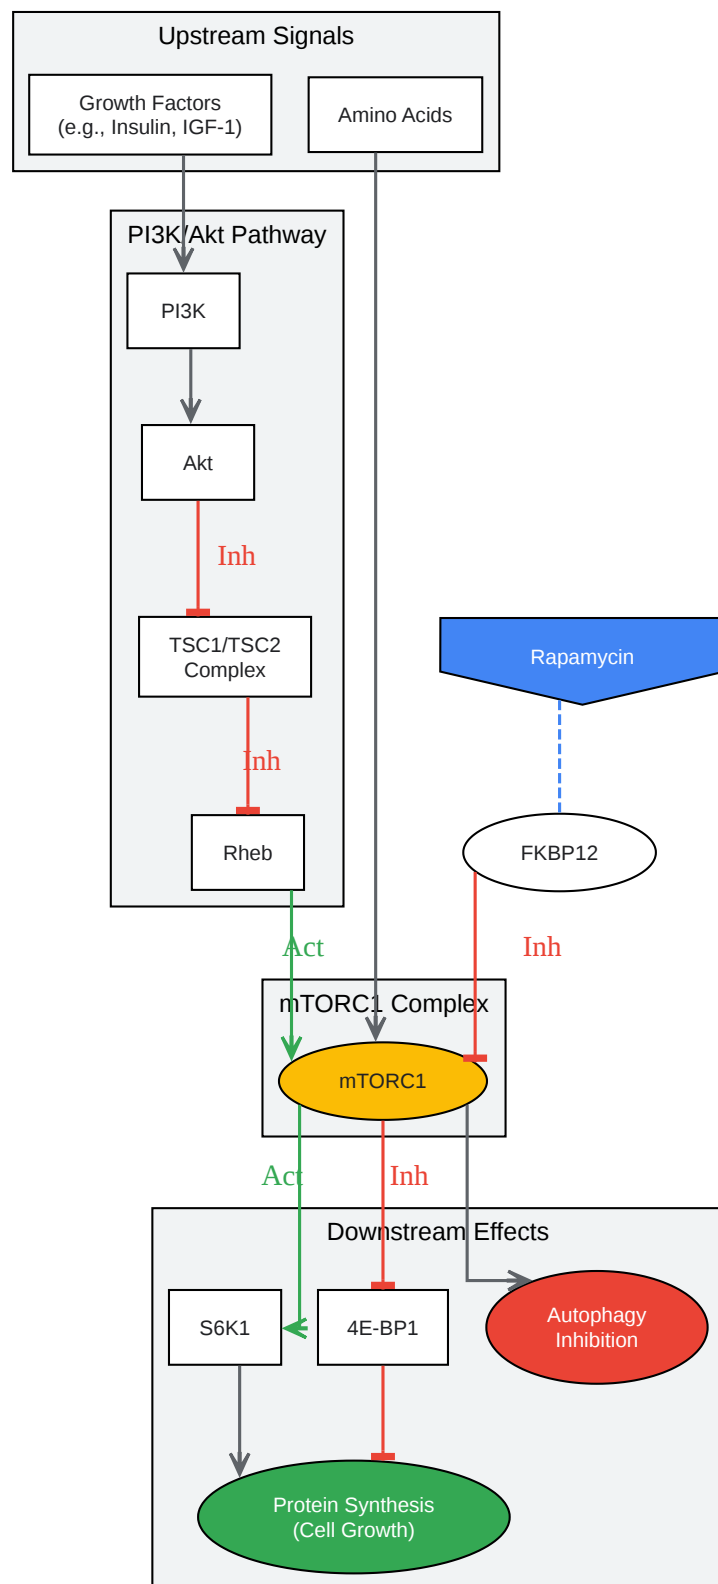 Upstream Signals
Growth Factors
(e.g., Insulin, IGF-1)
Amino Acids
PI3K/Akt Pathway
PI3K
Akt
Inh
TSC1/TSC2
Complex
Rapamycin
Inh
Rheb
FKBP12
Act
Inh
mTORC1 Complex
mTORC1
Act
Inh
Downstream Effects
S6K1
4E-BP1
Autophagy
Inhibition
Protein Synthesis
(Cell Growth)